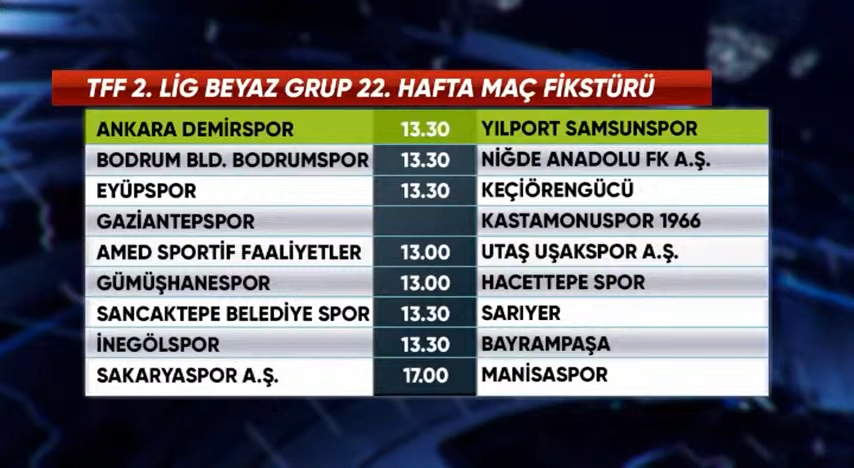 TFF 2. LİG BEYAZ GRUP 22. HAFTA MAÇ FİKSTÜRÜ
ANKARA DEMİRSPOR 13.30 YILPORT SAMSUNSPOR
BODRUM BLD. BODRUMSPOR 13.30 NİĞDE ANADOLU FK A.Ş.
EYÜPSPOR 13.30 KEÇİÖRENGÜCÜ
GAZİANTEPSPOR KASTAMONUSPOR 1966
AMED SPORTİF FAALİYETLER 13.00 UTAŞ UŞAKSPOR A.Ş.
GÜMÜŞHANESPOR 13.00 HACETTEPE SPOR
SANCAKTEPE BELEDİYE SPOR 13.30 SARIYER
İNEGÖLSPOR 13.30 BAYRAMPAŞA
SAKARYASPOR A.Ş. 17.00 MANİSASPOR